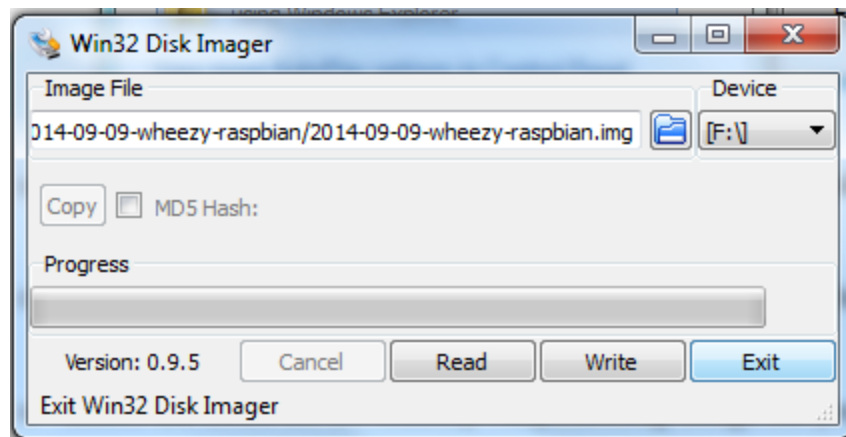 Win32 Disk Imager
Image File
Device
014-09-09-wheezy-raspbian/2014-09-09-wheezy-raspbian.img
[F:\]
Copy
MD5 Hash:
Progress
Version: 0.9.5
Cancel
Read
Write
Exit
Exit Win32 Disk Imager